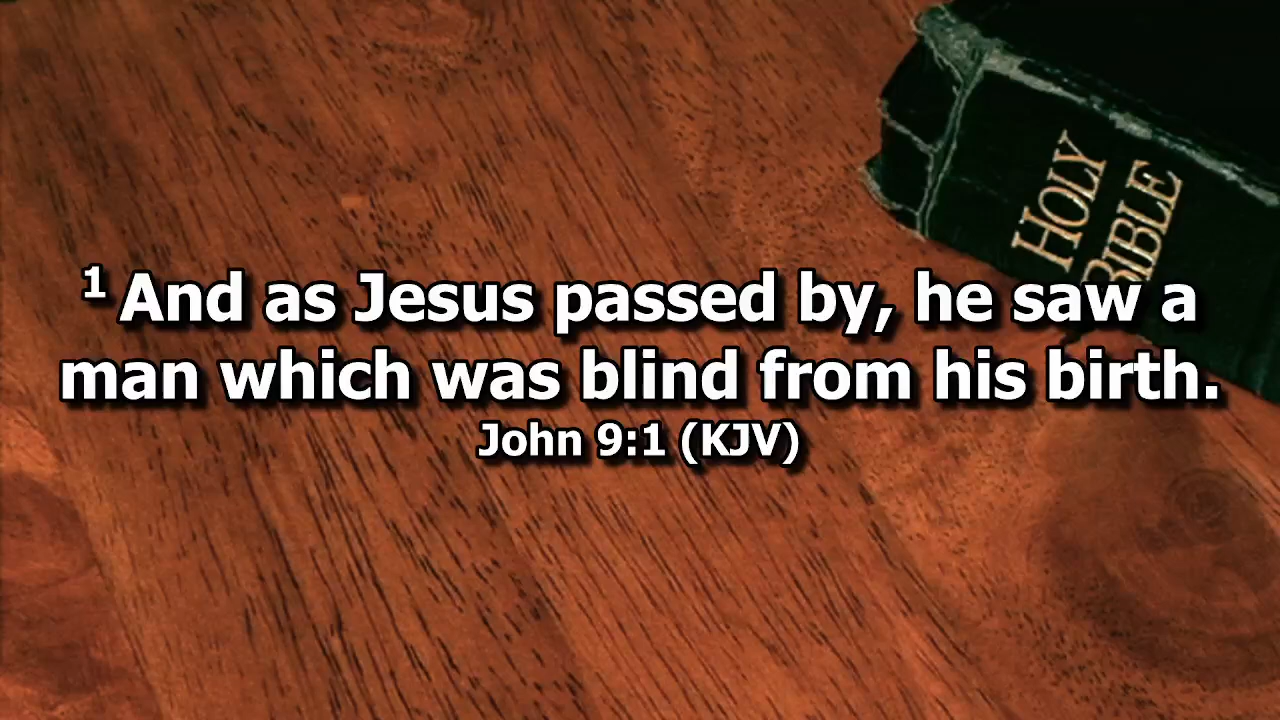 HOLY
BIBLE
¹ And as Jesus passed by, he saw a
man which was blind from his birth.
John 9:1 (KJV)